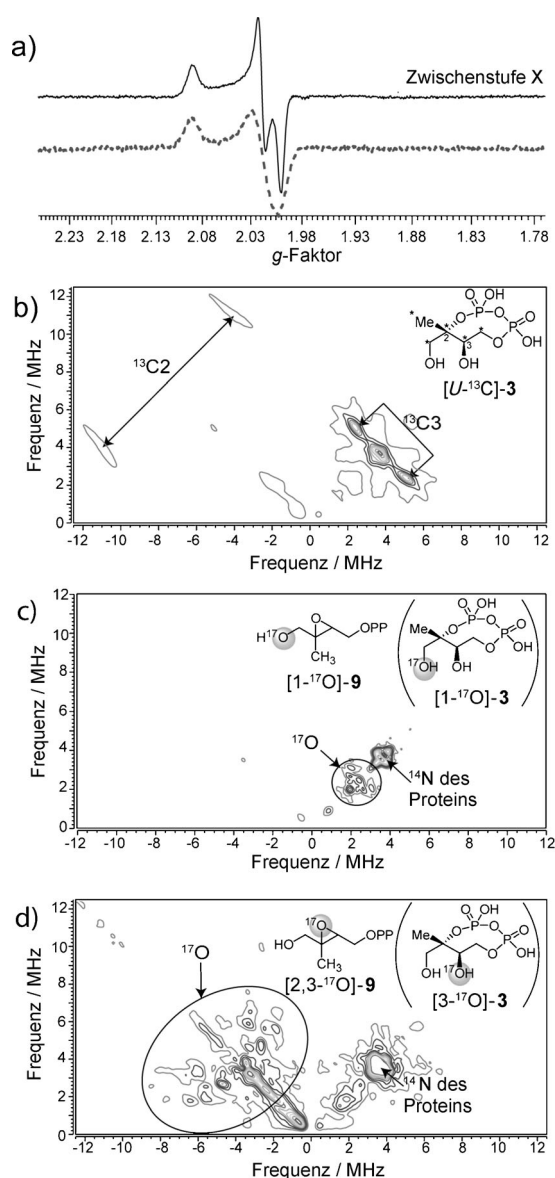 a)
Zwischenstufe X
2.23 2.18 2.13 2.08 2.03 1.98 1.93 1.88 1.83 1.78
g-Faktor
b)
Frequenz / MHz
12
10
8
6
4
2
0
¹³C2
¹³C3
* Me
*
2
*
3
*
O
P
O
OH
O
P
O
OH
O
OH
OH
[U-¹³C]-3
-10 -8 -6 -4 -2 0 2 4 6 8 10 12
Frequenz / MHz
c)
Frequenz / MHz
12
10
8
6
4
2
0
H ¹⁷O
O
OPP
CH₃
[1-¹⁷O]-9
Me
O
P
O
OH
O
P
O
OH
O
¹⁷OH
OH
[1-¹⁷O]-3
¹⁷O
¹⁴N des
Proteins
-12 -10 -8 -6 -4 -2 0 2 4 6 8 10 12
Frequenz / MHz
d)
Frequenz / MHz
12
10
8
6
4
2
0
¹⁷O
HO
¹⁷O
OPP
CH₃
[2,3-¹⁷O]-9
Me
O
P
O
OH
O
P
O
OH
O
OH
¹⁷OH
[3-¹⁷O]-3
¹⁴N des
Proteins
-12 -10 -8 -6 -4 -2 0 2 4 6 8 10 12
Frequenz / MHz